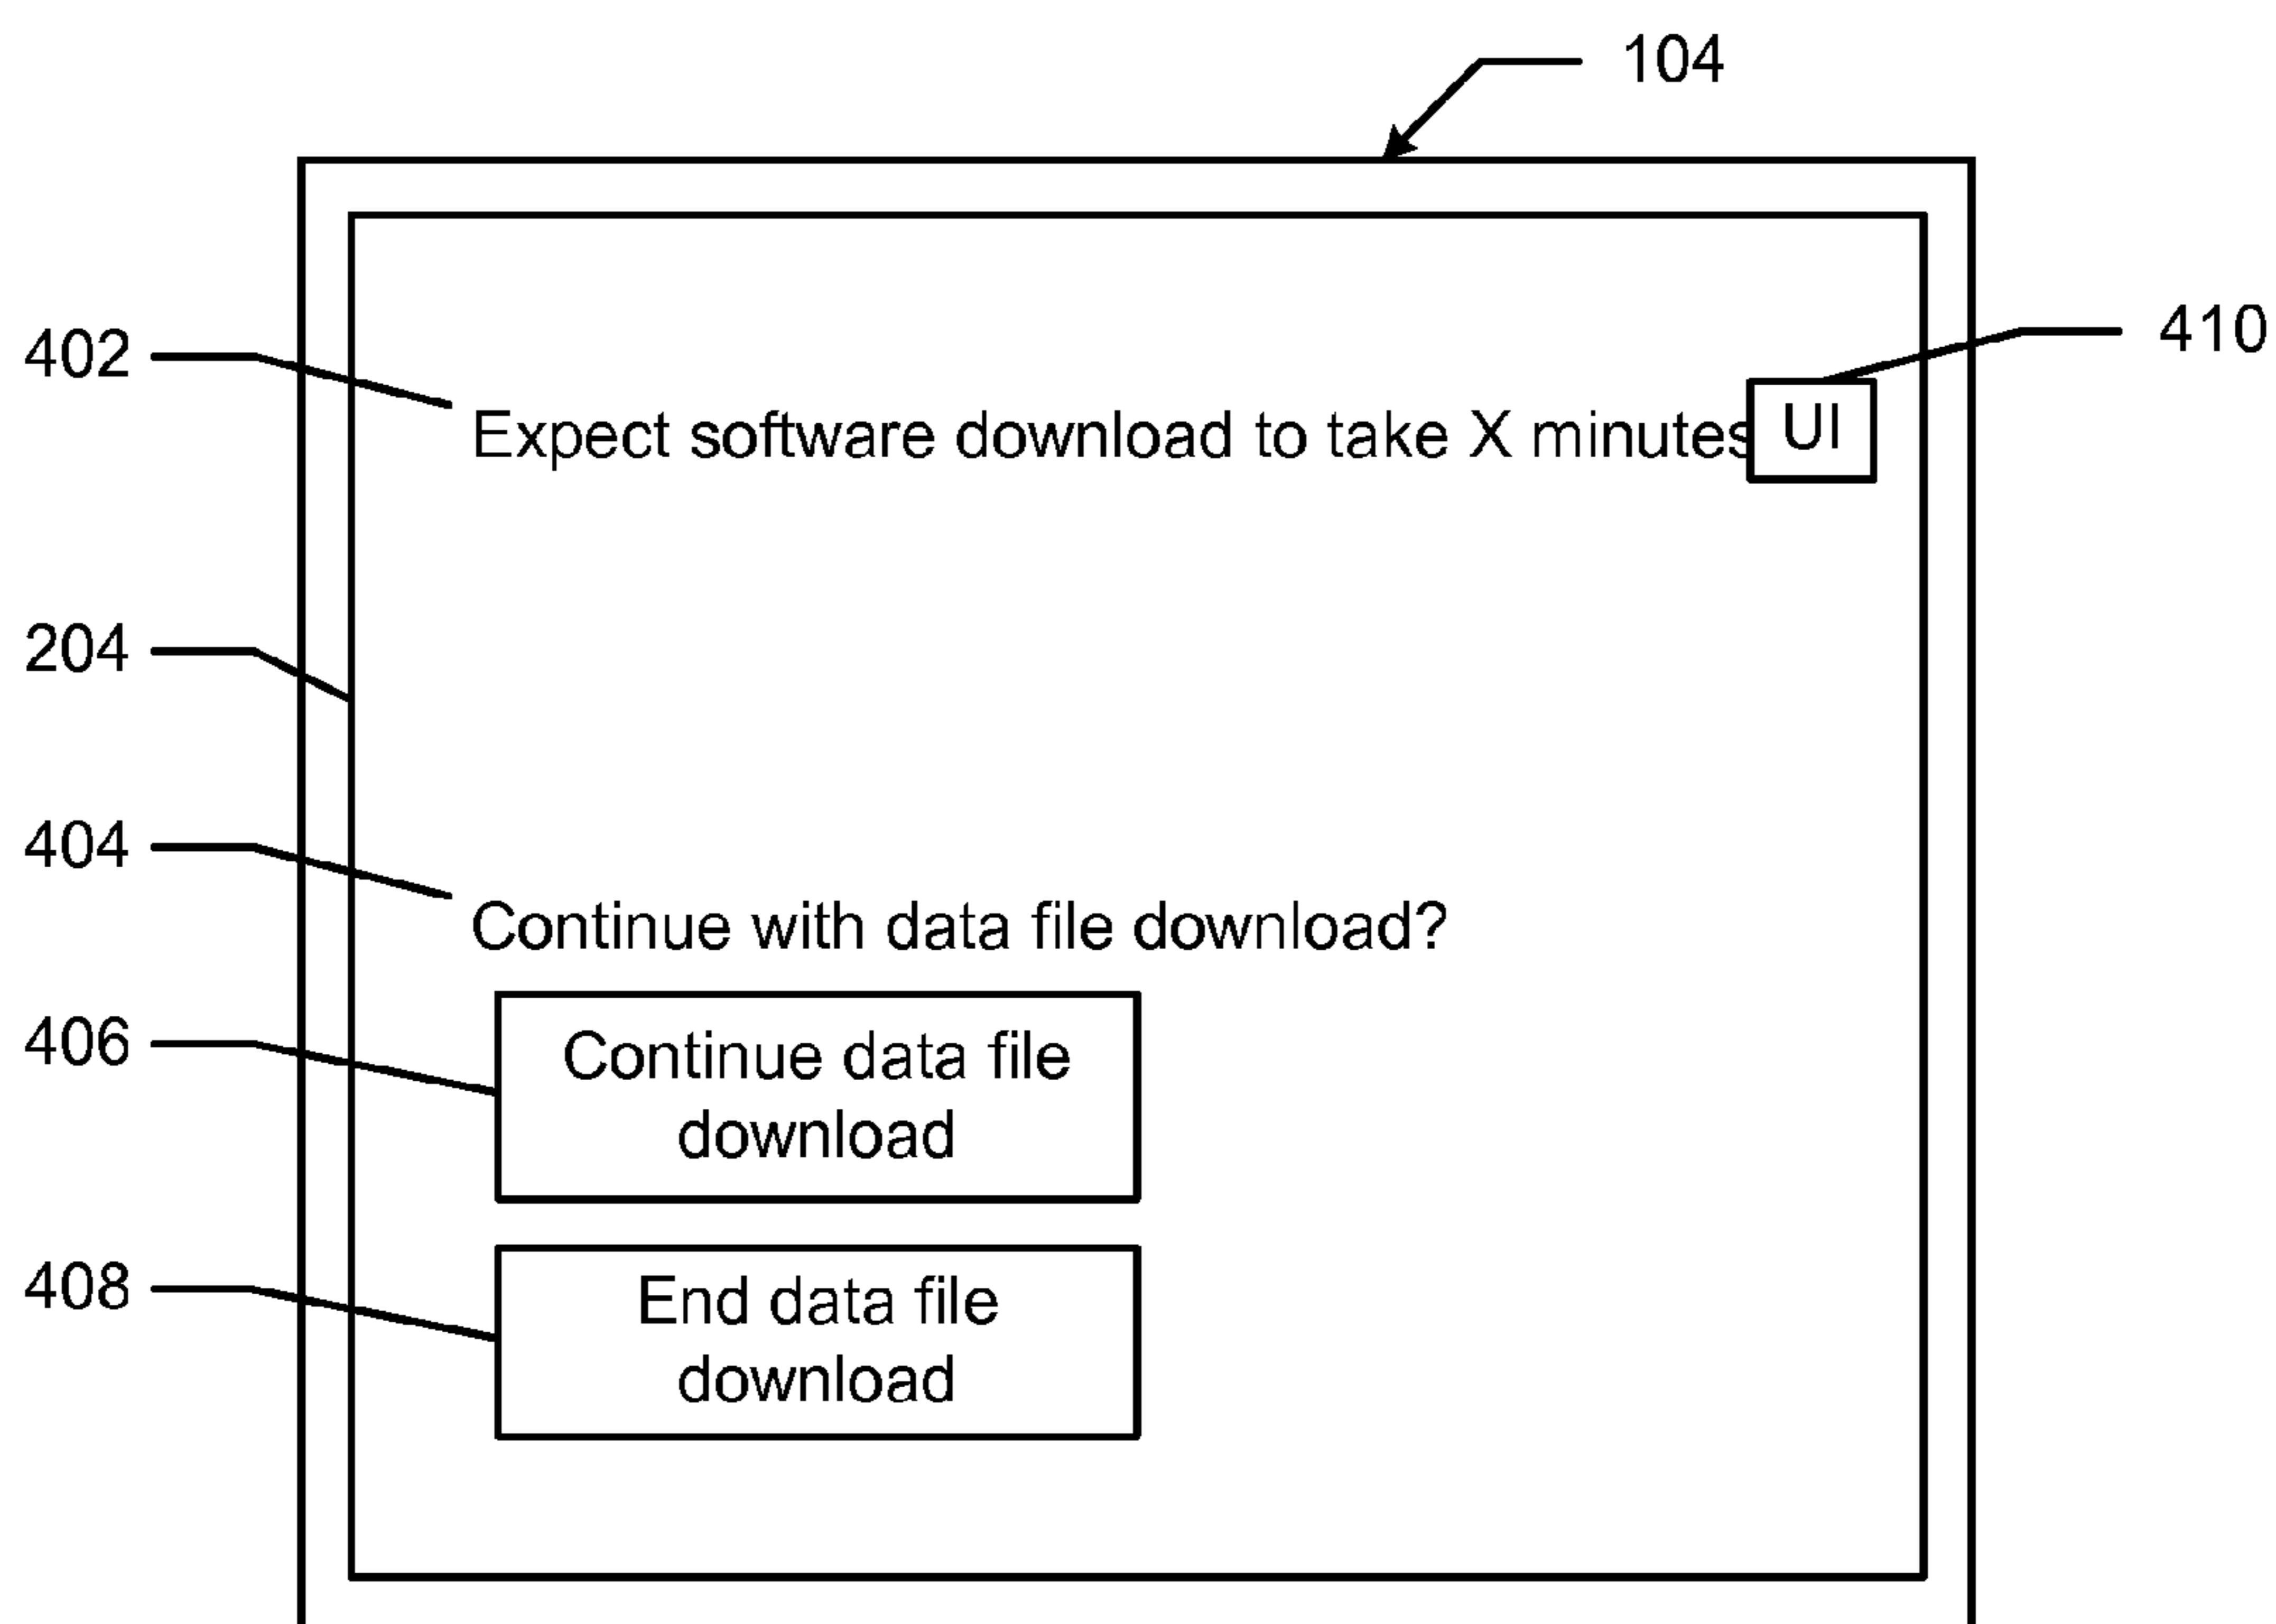 104
402
410
Expect software download to take X minutes
UI
204
404
Continue with data file download?
406
Continue data file
download
408
End data file
download